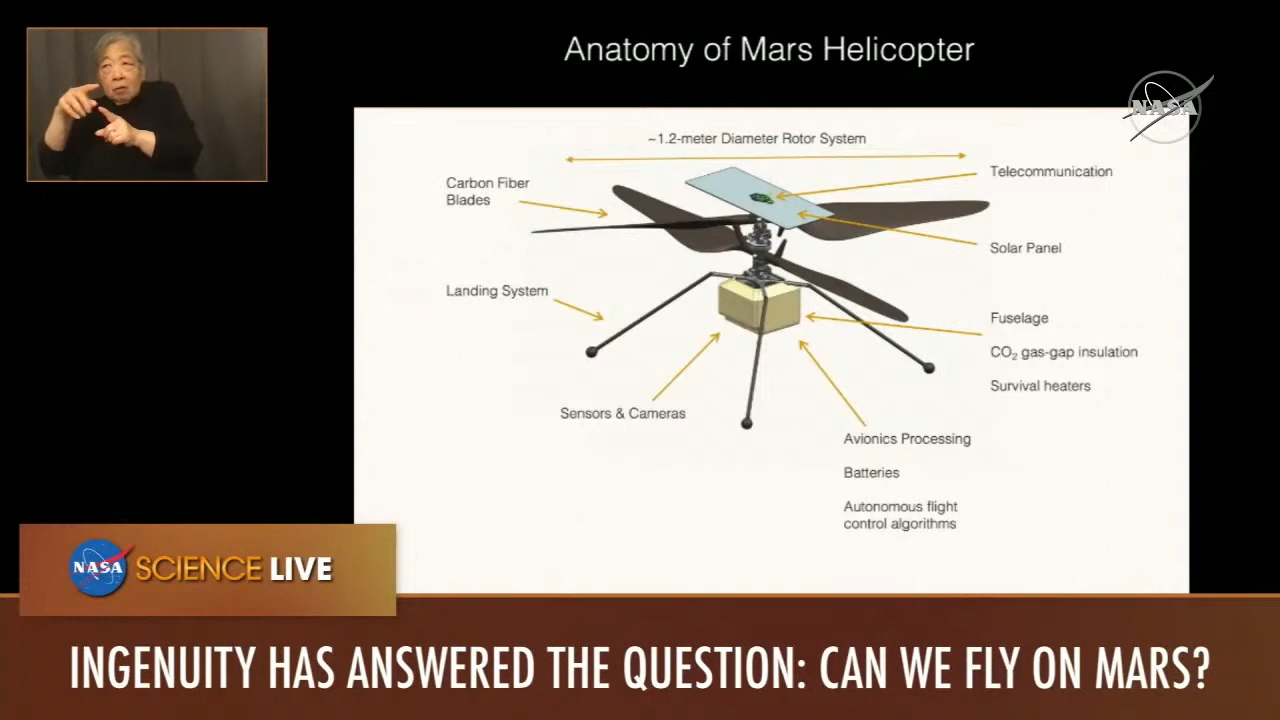 Anatomy of Mars Helicopter
NASA
~1.2-meter Diameter Rotor System
Telecommunication
Carbon Fiber
Blades
Solar Panel
Landing System
Fuselage
CO₂ gas-gap insulation
Survival heaters
Sensors & Cameras
Avionics Processing
Batteries
Autonomous flight
control algorithms
NASA SCIENCE LIVE
INGENUITY HAS ANSWERED THE QUESTION: CAN WE FLY ON MARS?